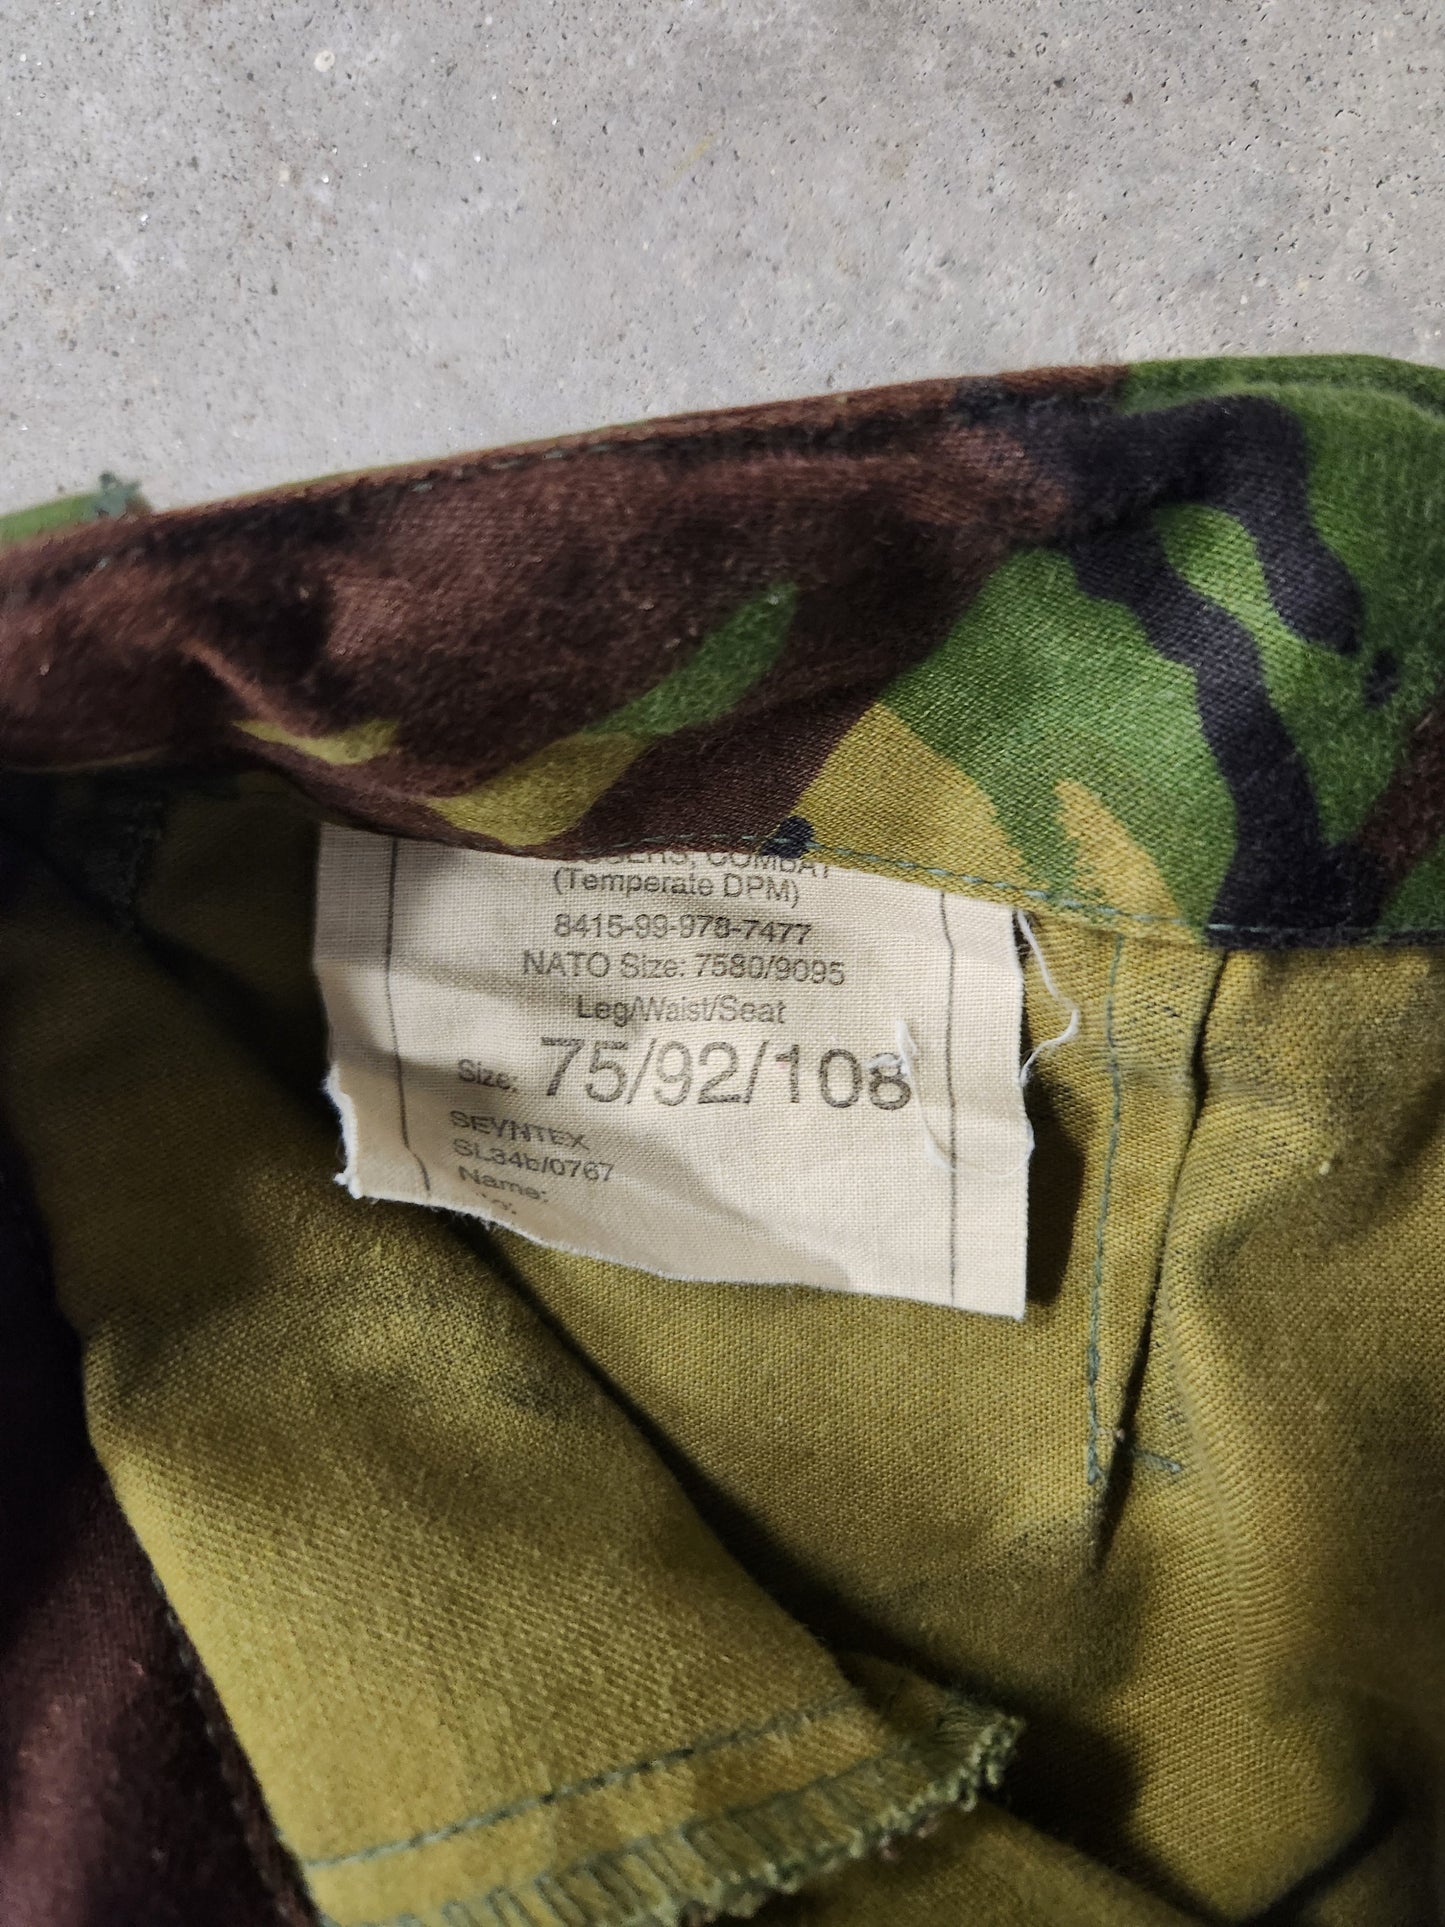 COMBAT
(Temperate DPM)
8415-99-978-7477
NATO Size: 7580/9095
Leg/Waist/Seat
Size: 75/92/108
SEYNTEX
SL34b/0767
Name: